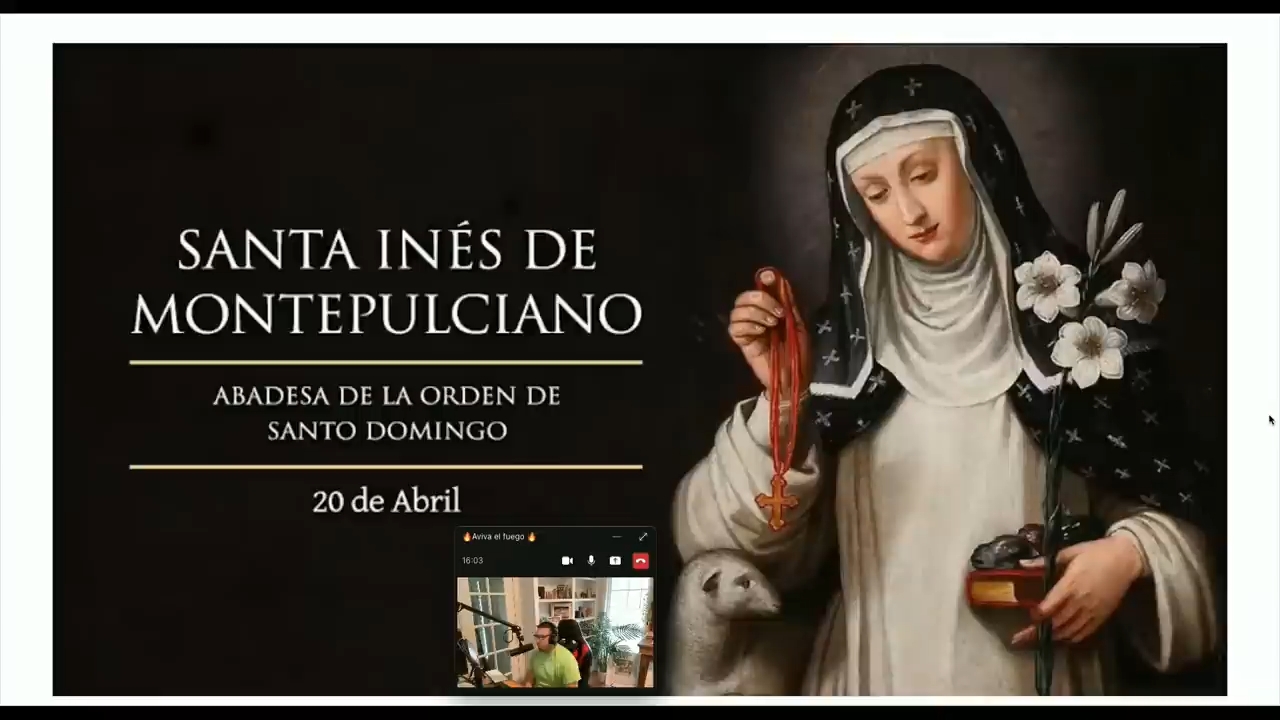 SANTA INÉS DE
MONTEPULCIANO
ABADESA DE LA ORDEN DE
SANTO DOMINGO
20 de Abril
🔥Aviva el fuego 🔥
16:03